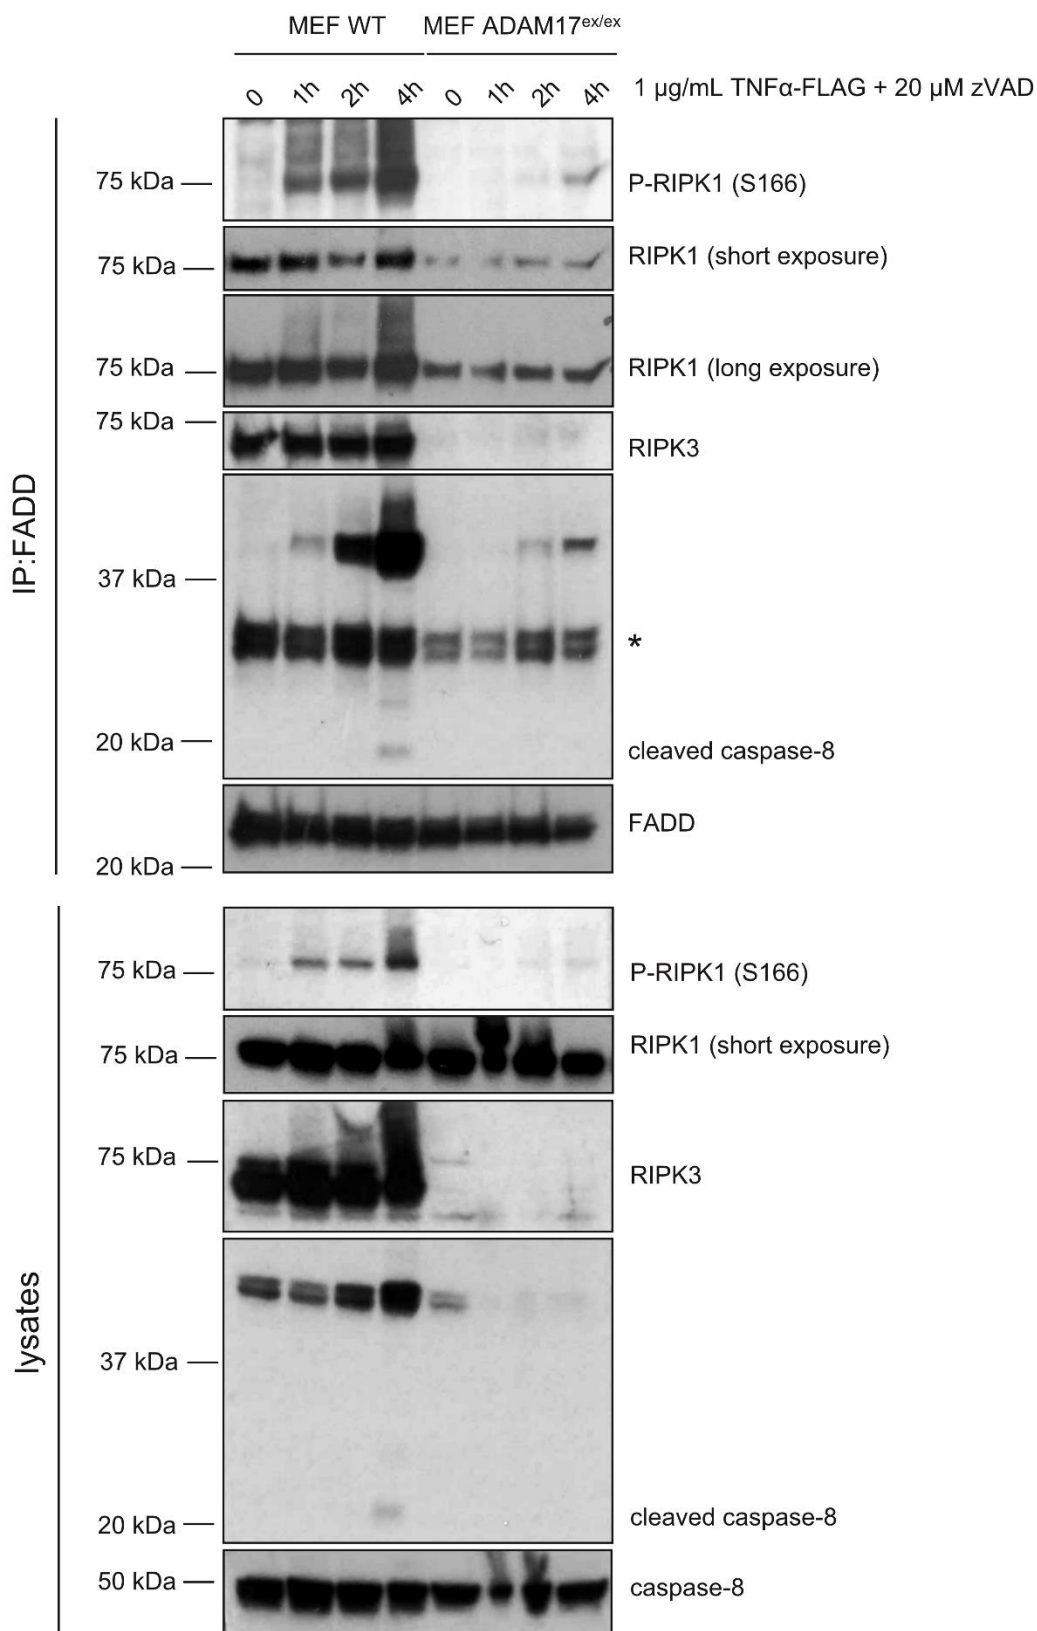 MEF WT MEF ADAM17ex/ex
0 1h 2h 4h 0 1h 2h 4h 1 µg/mL TNFα-FLAG + 20 µM zVAD
IP:FADD
75 kDa P-RIPK1 (S166)
75 kDa RIPK1 (short exposure)
75 kDa RIPK1 (long exposure)
75 kDa
RIPK3
37 kDa
*
20 kDa
cleaved caspase-8
FADD
20 kDa
lysates
75 kDa P-RIPK1 (S166)
75 kDa RIPK1 (short exposure)
75 kDa
RIPK3
37 kDa
20 kDa cleaved caspase-8
50 kDa caspase-8